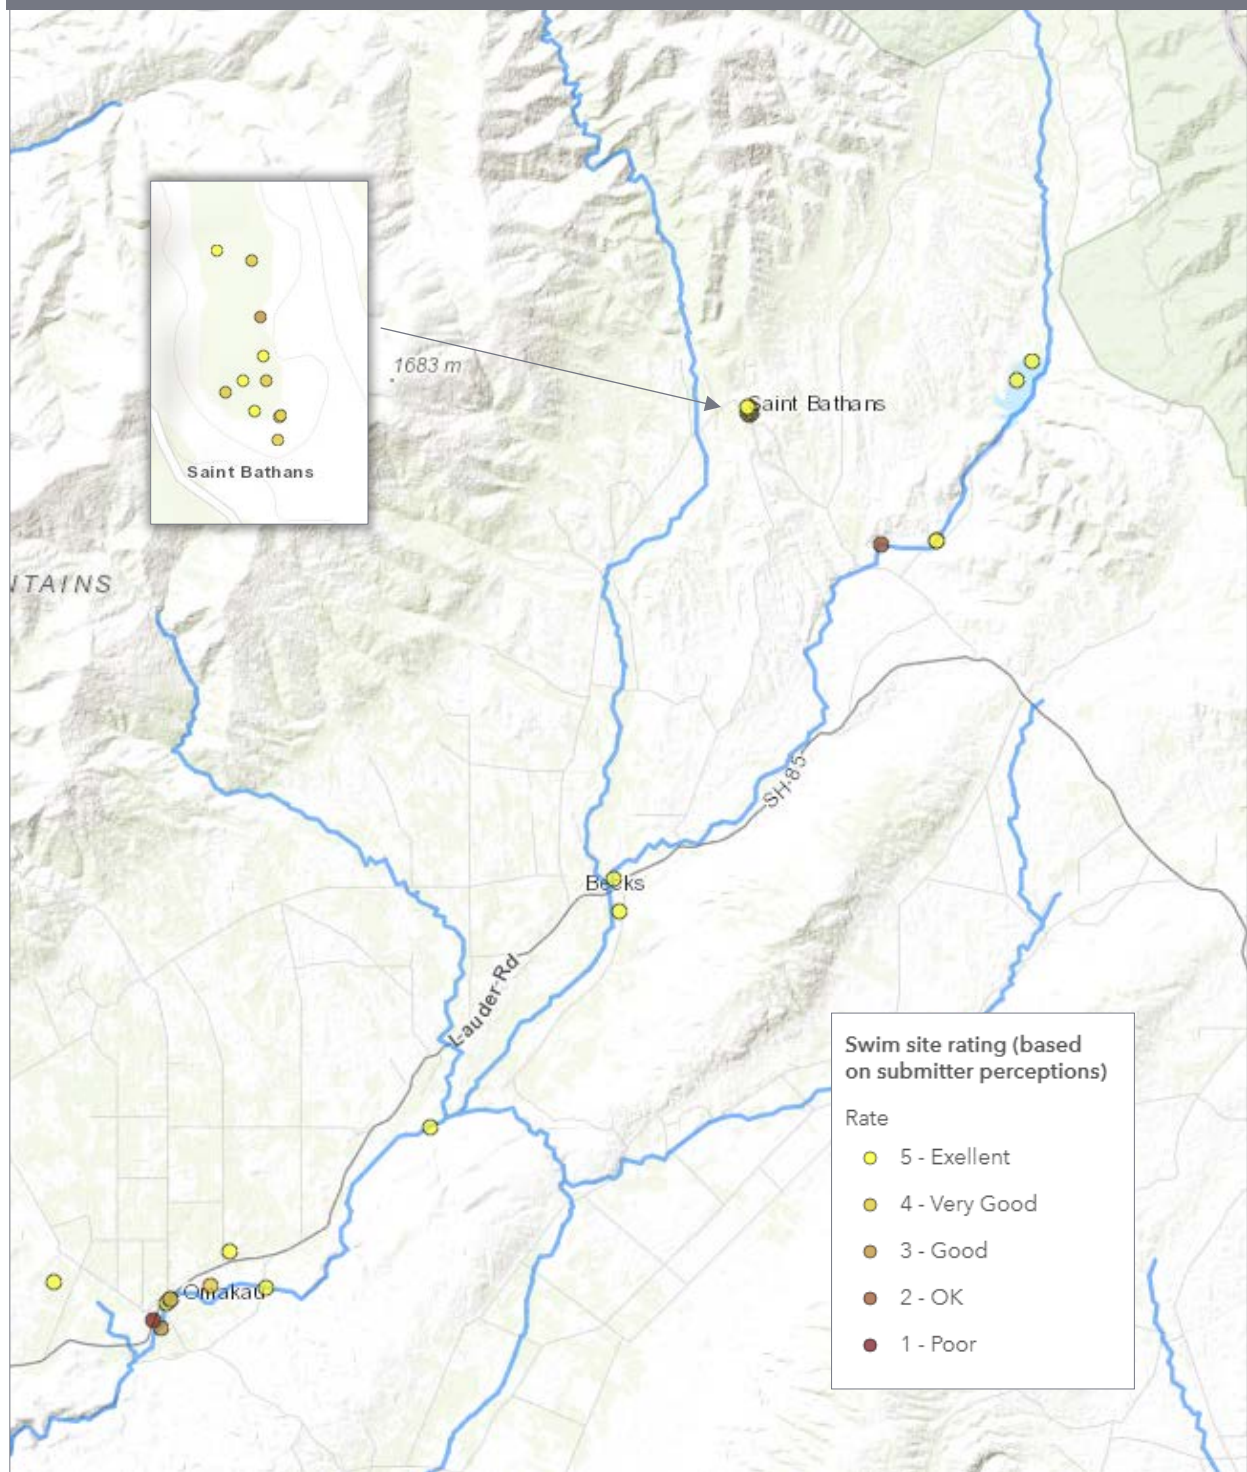 Saint Bathans
1683 m
Saint Bathans
NTAINS
SH-85
Becks
Lauder-Rd
Omakau
Swim site rating (based
on submitter perceptions)
Rate
5 - Exellent
4 - Very Good
3 - Good
2 - OK
1 - Poor